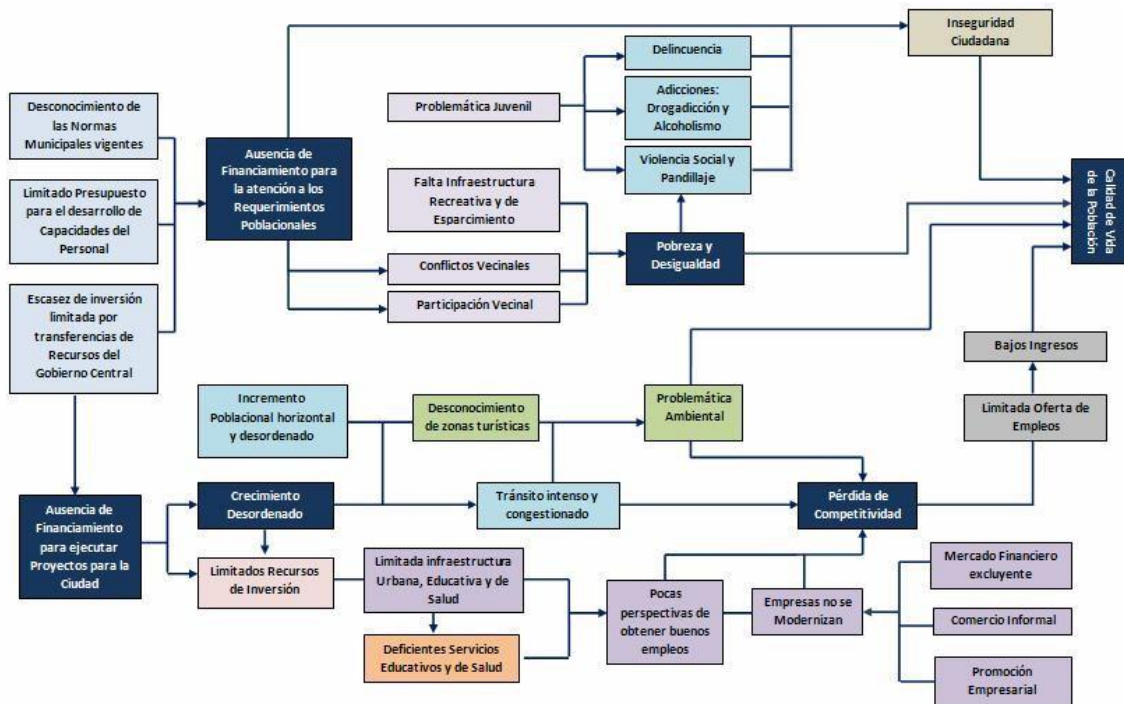 Inseguridad
Ciudadana
Delincuencia
Desconocimiento de
las Normas
Municipales vigentes
Problemática Juvenil
Adicciones:
Drogadicción y
Alcoholismo
Ausencia de
Financiamiento para
la atención a los
Requerimientos
Poblacionales
Violencia Social y
Pandillaje
Limitado Presupuesto
para el desarrollo de
Capacidades del
Personal
Falta Infraestructura
Recreativa y de
Esparcimiento
Calidad de Vida
de la Población
Pobreza y
Desigualdad
Conflictos Vecinales
Participación Vecinal
Escasez de inversión
limitada por
transferencias de
Recursos del
Gobierno Central
Bajos Ingresos
Incremento
Poblacional horizontal
y desordenado
Desconocimiento
de zonas turísticas
Problemática
Ambiental
Limitada Oferta de
Empleos
Ausencia de
Financiamiento
para ejecutar
Proyectos para la
Ciudad
Crecimiento
Desordenado
Tránsito intenso y
congestionado
Pérdida de
Competitividad
Limitados Recursos
de Inversión
Limitada infraestructura
Urbana, Educativa y de
Salud
Pocas
perspectivas de
obtener buenos
empleos
Empresas no se
Modernizan
Mercado Financiero
excluyente
Comercio Informal
Deficientes Servicios
Educativos y de Salud
Promoción
Empresarial